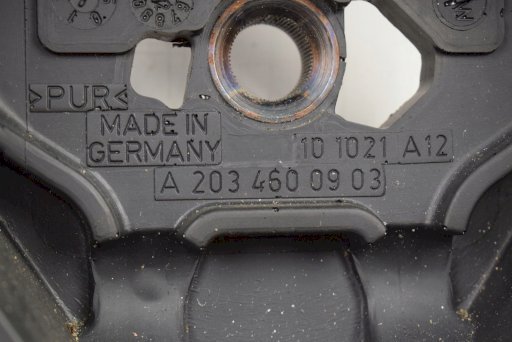 >PUR<
MADE IN
GERMANY
10 1021 A12
A 203 460 09 03